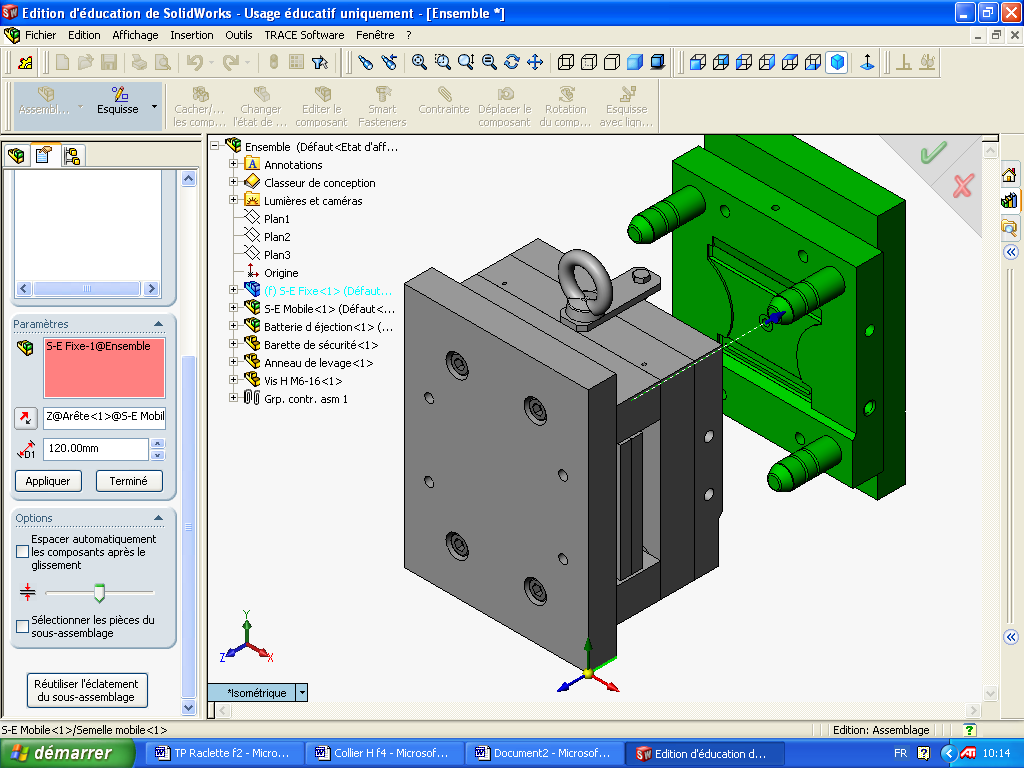 Edition d'éducation de SolidWorks - Usage éducatif uniquement - [Ensemble *]
Fichier Edition Affichage Insertion Outils TRACE Software Fenêtre ?
Assembl... Esquisse Cacher/... les comp... Changer l'état de ... Editer le composant Smart Fasteners Contrainte Déplacer le composant Rotation du comp... Esquisse avec lign...
Ensemble (Défaut<Etat d'aff...
Annotations
Classeur de conception
Lumières et caméras
Plan1
Plan2
Plan3
Origine
(f) S-E Fixe<1> (Défaut...
S-E Mobile<1> (Défaut<...
Batterie d éjection<1> (...
Barette de sécurité<1>
Anneau de levage<1>
Vis H M6-16<1>
Grp. contr. asm 1
Paramètres
S-E Fixe-1@Ensemble
Z@Arête<1>@S-E Mobil
D1
120.00mm
Appliquer Terminé
Options
Espacer automatiquement
les composants après le
glissement
Sélectionner les pièces du
sous-assemblage
Réutiliser l'éclatement
du sous-assemblage
Y
Z X
*Isométrique
S-E Mobile<1>/Semelle mobile<1> Edition: Assemblage ?
démarrer TP Raclette f2 - Micro... Collier H f4 - Microsof... Document2 - Microsof... Edition d'éducation d... FR ? 10:14